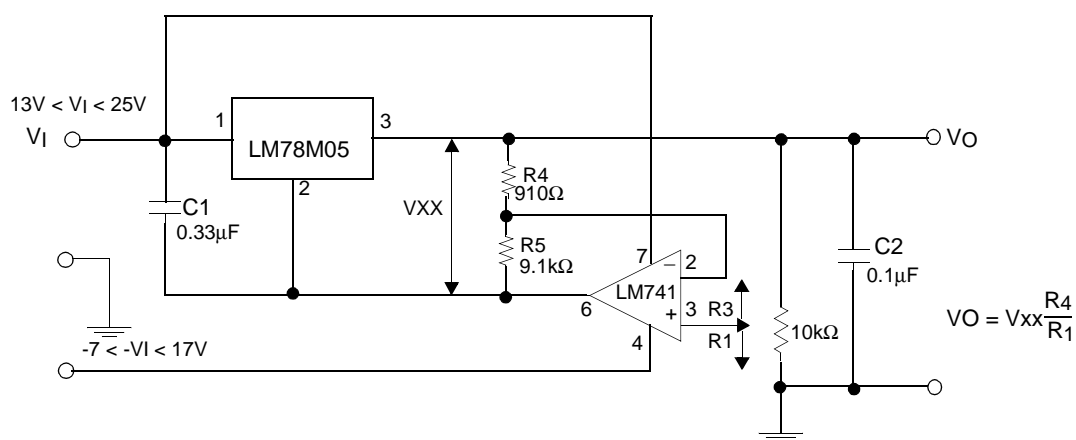 13V < VI < 25V
VI
1
LM78M05
3
VO
2
C1
0.33μF
VXX
R4
910Ω
R5
9.1kΩ
7
−
2
LM741
6
+
3
4
R3
R1
10kΩ
C2
0.1μF
VO = Vxx R4/R1
-7 < -VI < 17V